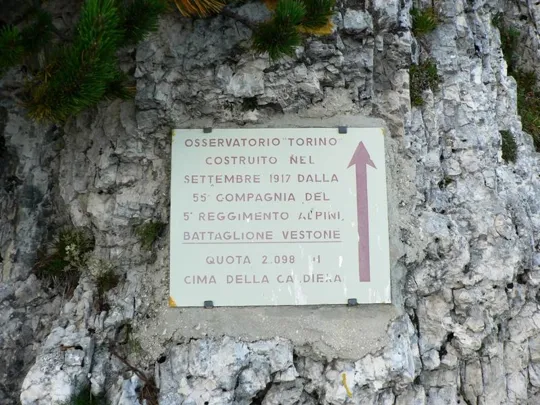 OSSERVATORIO "TORINO"
COSTRUITO NEL
SETTEMBRE 1917 DALLA
55ª COMPAGNIA DEL
5° REGGIMENTO ALPINI,
BATTAGLIONE VESTONE
QUOTA 2.098 DI
CIMA DELLA CALDIERA